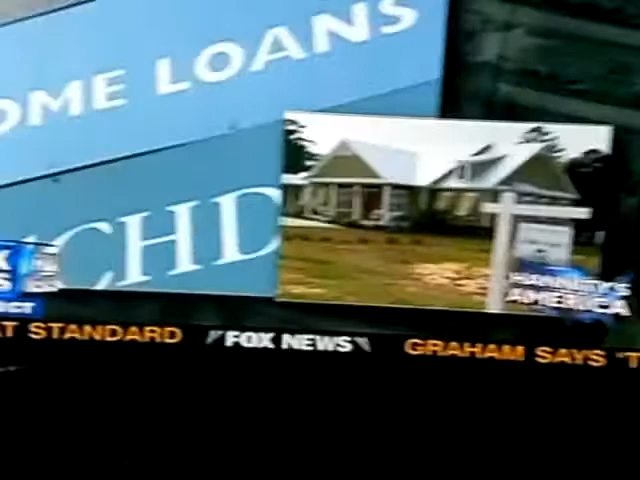 OME LOANS
CHD
HANNITY'S
AMERICA
AT STANDARD FOX NEWS GRAHAM SAYS "T